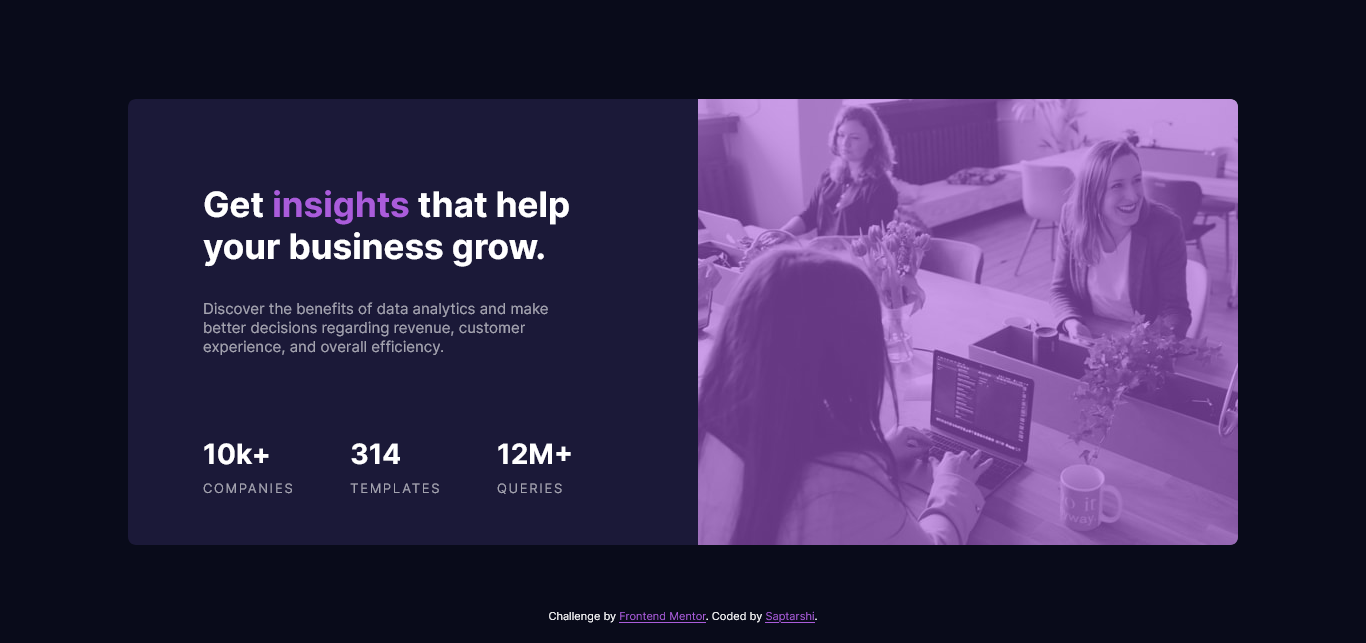 Get insights that help
your business grow.
Discover the benefits of data analytics and make
better decisions regarding revenue, customer
experience, and overall efficiency.
10k+ 314 12M+
COMPANIES TEMPLATES QUERIES
Challenge by Frontend Mentor. Coded by Saptarshi.